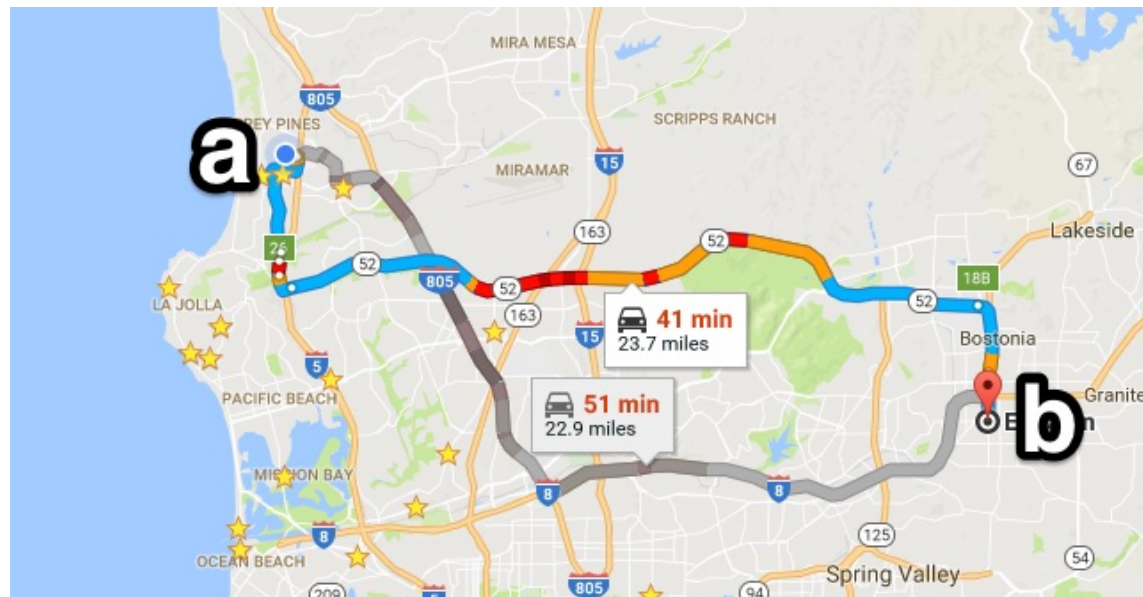 MIRA MESA
805
REY PINES
SCRIPPS RANCH
a
MIRAMAR
15
67
163
Lakeside
26
52
52
805
52
163
18B
52
LA JOLLA
41 min
23.7 miles
15
Bostonia
5
51 min
22.9 miles
PACIFIC BEACH
Granite
b
MISSION BAY
8
8
8
125
OCEAN BEACH
54
Spring Valley
805
94
209
5